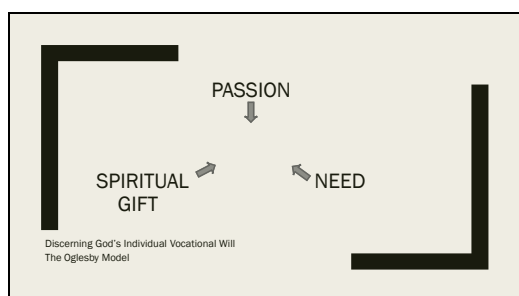 PASSION
SPIRITUAL NEED
GIFT
Discerning God's Individual Vocational Will
The Oglesby Model